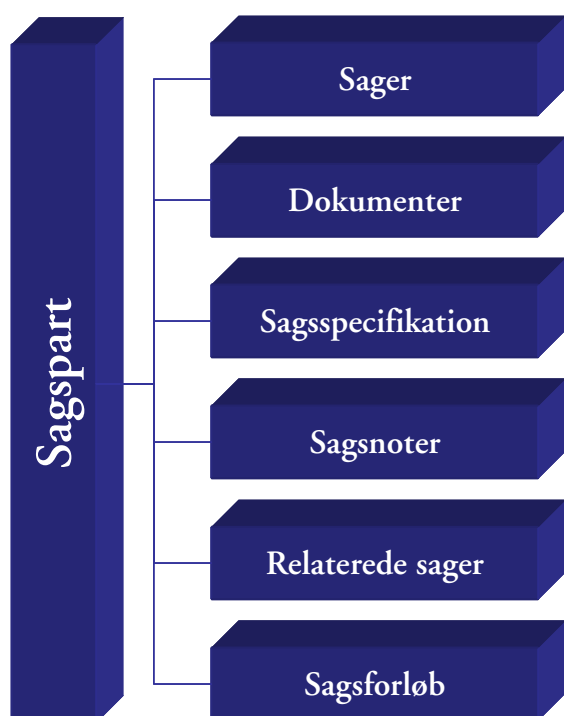 Sagspart
Sager
Dokumenter
Sagsspecifikation
Sagsnoter
Relaterede sager
Sagsforløb